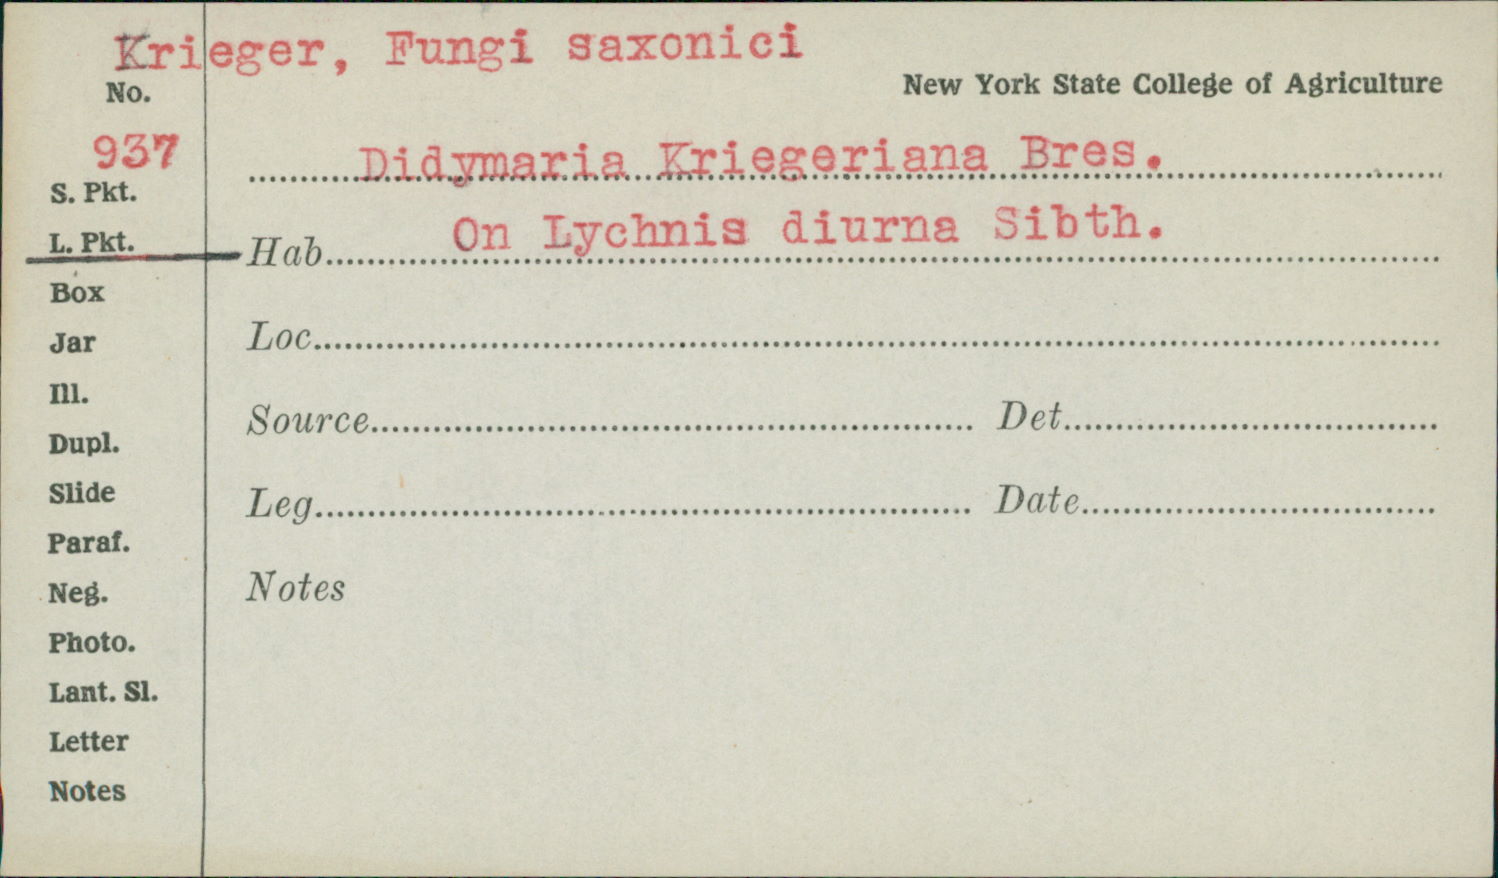 Krieger, Fungi saxonici
No.
New York State College of Agriculture
937
Didymaria Kriegeriana Bres.
S. Pkt.
On Lychnis diurna Sibth.
L. Pkt.
Hab.
Box
Loc.
Jar
Ill.
Source
Det.
Dupl.
Slide
Leg.
Date
Paraf.
Neg.
Notes
Photo.
Lant. Sl.
Letter
Notes